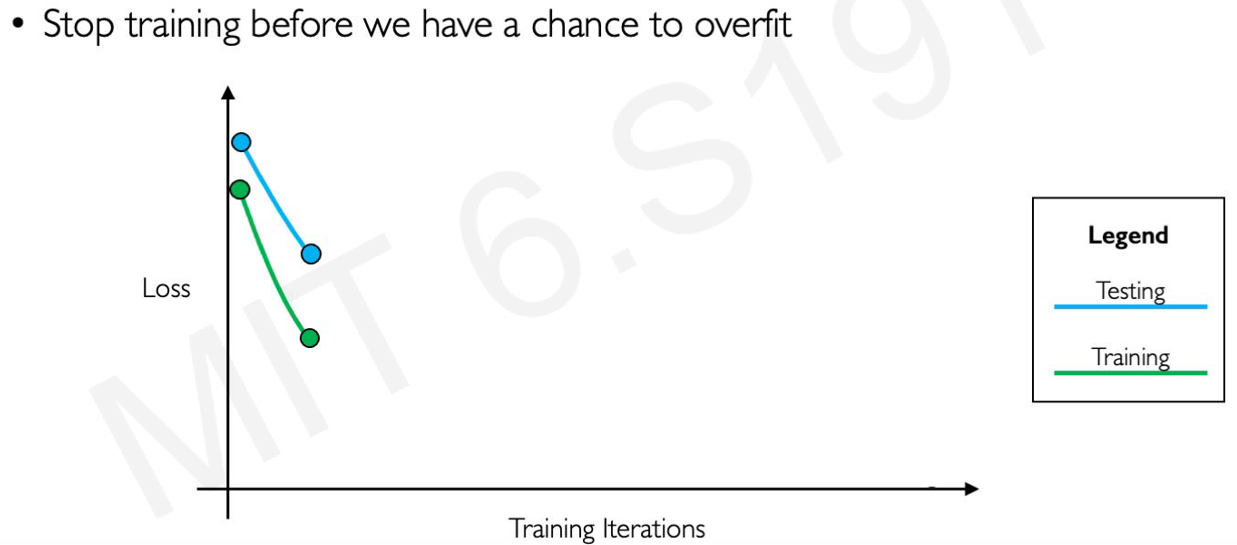 • Stop training before we have a chance to overfit
MIT 6.S191
Loss
Legend
Testing
Training
Training Iterations